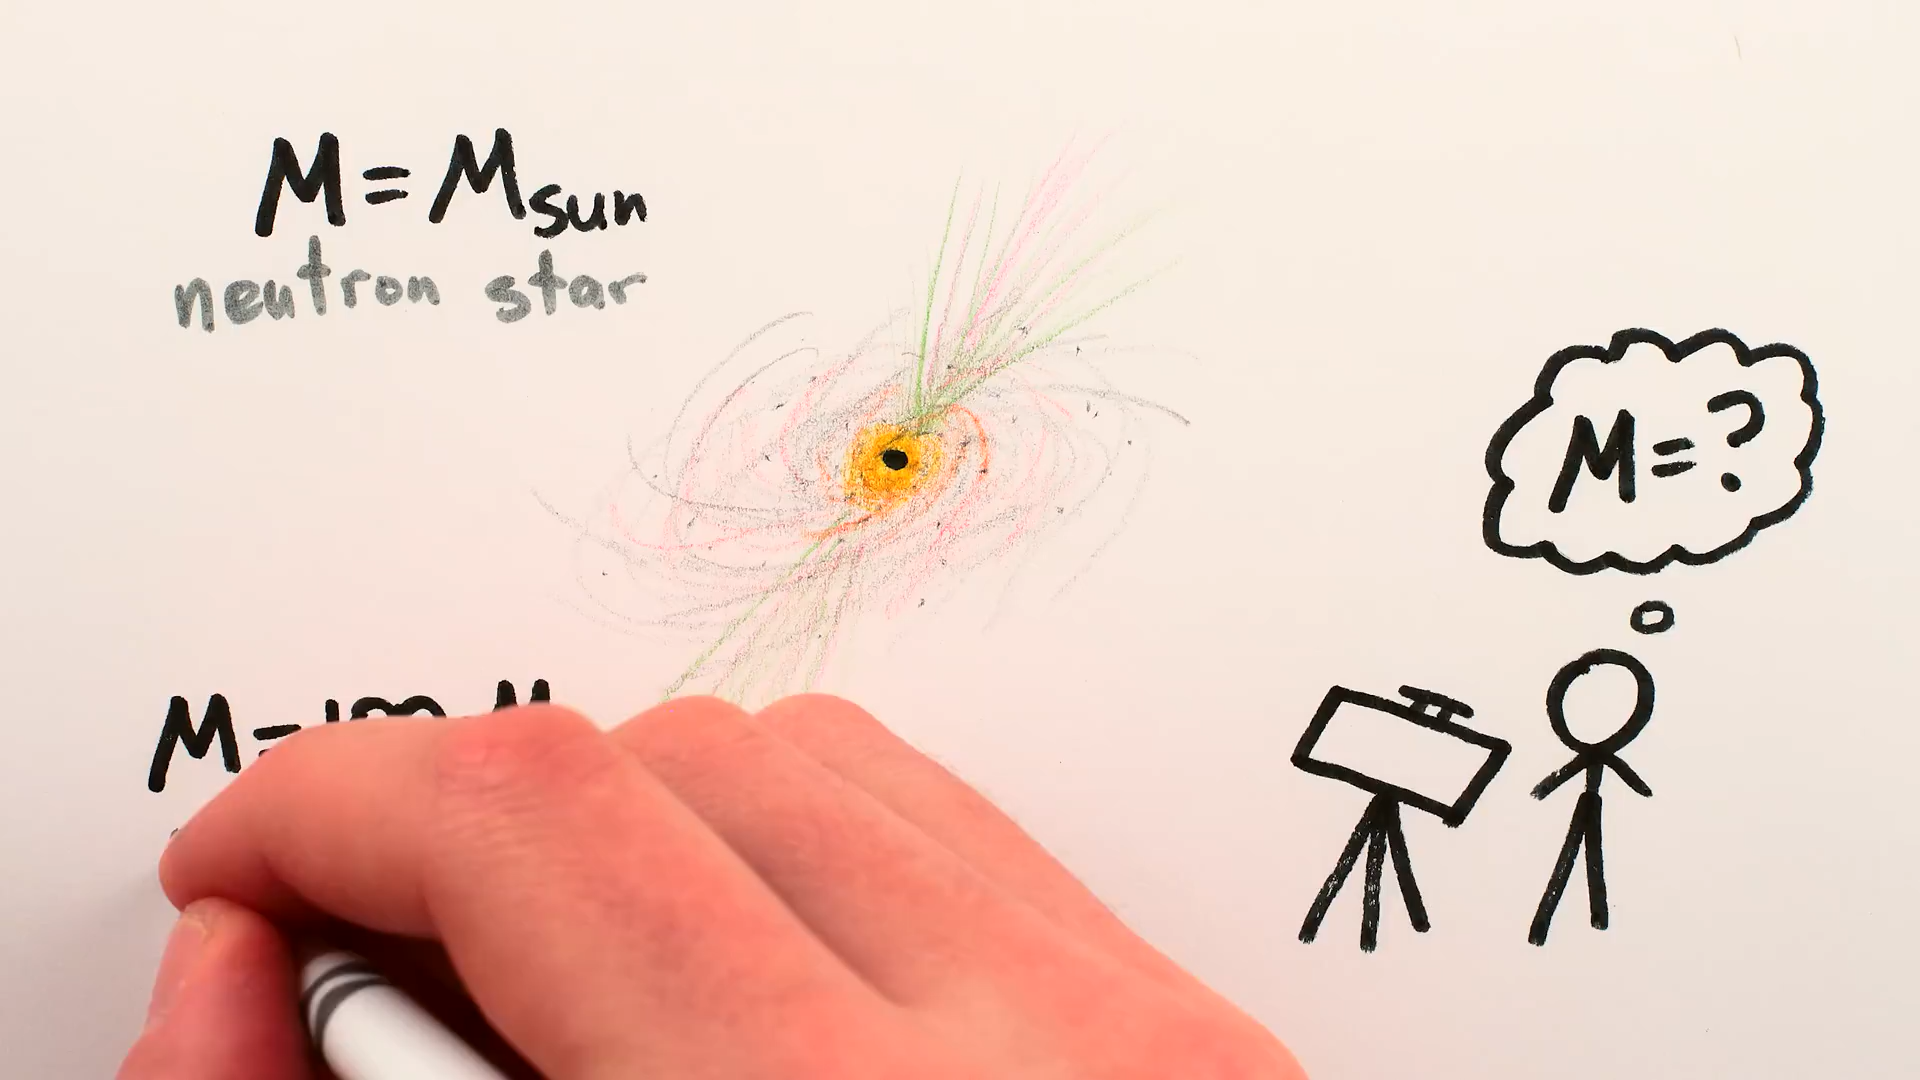 M = Msun
neutron star
M = ?
M =